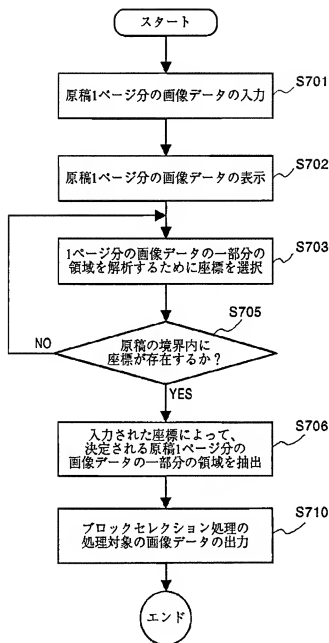 スタート
S701
原稿1ページ分の画像データの入力
S702
原稿1ページ分の画像データの表示
S703
1ページ分の画像データの一部分の
領域を解析するために座標を選択
S705
原稿の境界内に
座標が存在するか?
NO
YES
S706
入力された座標によって、
決定される原稿1ページ分の
画像データの一部分の領域を抽出
S710
ブロックセレクション処理の
処理対象の画像データの出力
エンド